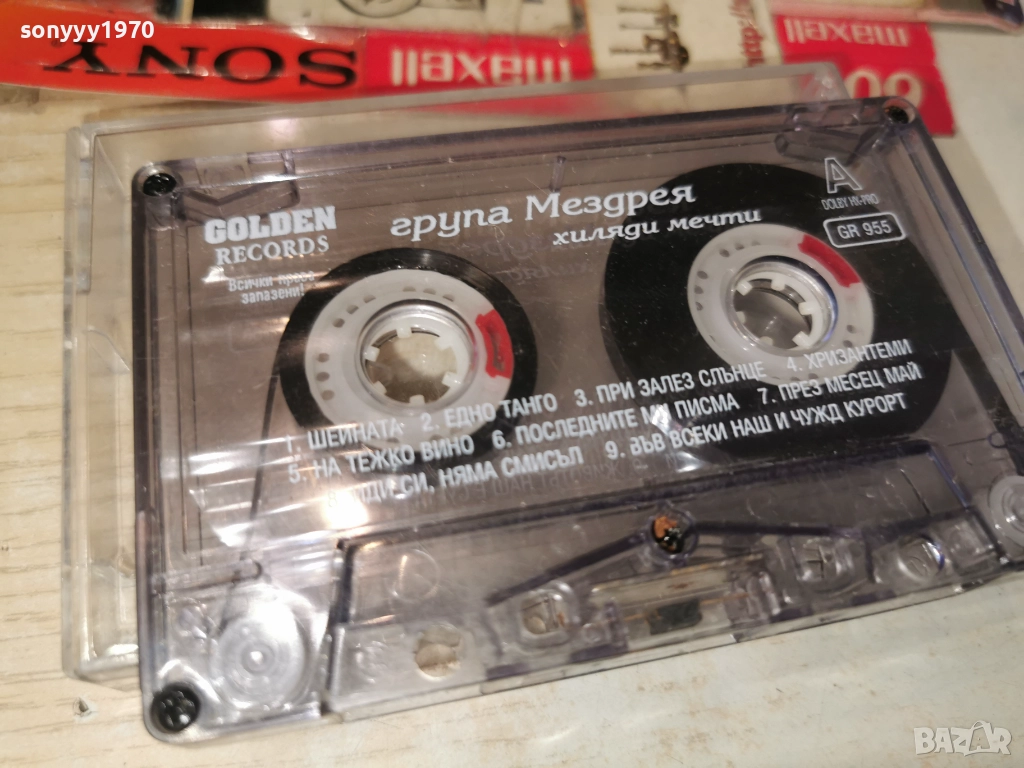 sonyyy1970
SONY
maxell
maxell
GOLDEN
RECORDS
Всички права
запазени!
група Мездрея
хиляди мечти
A
DOLBY HX-PRO
GR 955
1. ШЕЙНАТА 2. ЕДНО ТАНГО 3. ПРИ ЗАЛЕЗ СЛЪНЦЕ 4. ХРИЗАНТЕМИ
5. НА ТЕЖКО ВИНО 6. ПОСЛЕДНИТЕ МИ ПИСМА 7. ПРЕЗ МЕСЕЦ МАЙ
СИ, НЯМА СМИСЪЛ 9. ВЪВ ВСЕКИ НАШ И ЧУЖД КУРОРТ
BAZAR